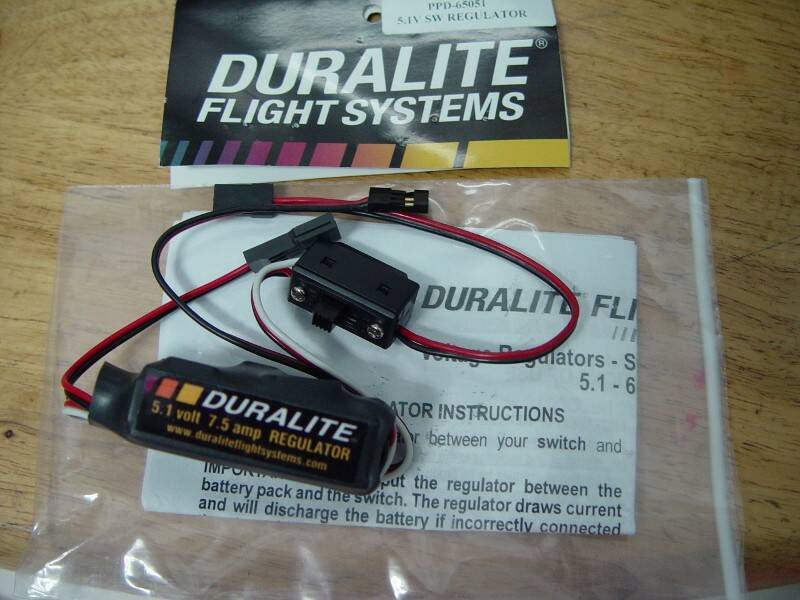 PPD-65051
5.1V SW REGULATOR
DURALITE®
FLIGHT SYSTEMS
DURALITE FLI
Voltage Regulators - S
5.1 - 6
ATOR INSTRUCTIONS
between your switch and
IMPOR
put the regulator between the
battery pack and the switch. The regulator draws current
and will discharge the battery if incorrectly connected
DURALITE
5.1 volt 7.5 amp REGULATOR
www.duraliteflightsystems.com